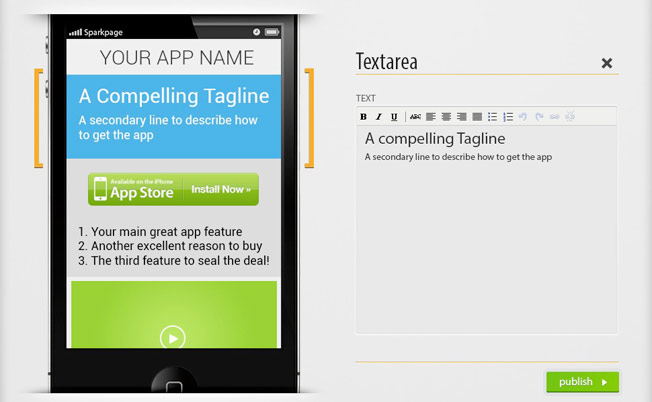 Sparkpage
YOUR APP NAME
A Compelling Tagline
A secondary line to describe how
to get the app
Available on the iPhone
App Store
Install Now »
1. Your main great app feature
2. Another excellent reason to buy
3. The third feature to seal the deal!
Textarea
TEXT
B I U ABC
A compelling Tagline
A secondary line to describe how to get the app
publish